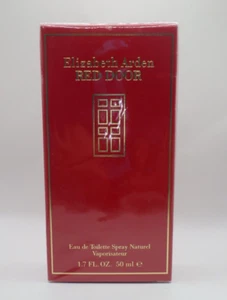 Elizabeth Arden
RED DOOR
Eau de Toilette Spray Naturel
Vaporisateur
1.7 FL. OZ. 50 ml ℮